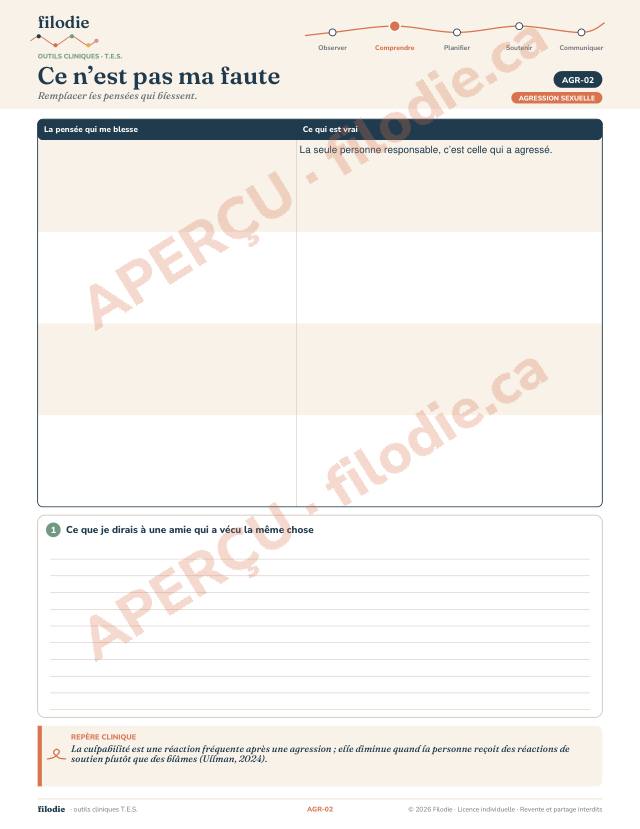 filodie
OUTILS CLINIQUES · T.E.S.
Observer
Comprendre
Planifier
Soutenir
Communiquer
Ce n’est pas ma faute
Remplacer les pensées qui blessent.
AGR-02
AGRESSION SEXUELLE
La pensée qui me blesse
Ce qui est vrai
La seule personne responsable, c’est celle qui a agressé.
APERÇU · filodie.ca
APERÇU · filodie.ca
1 Ce que je dirais à une amie qui a vécu la même chose
REPÈRE CLINIQUE
La culpabilité est une réaction fréquente après une agression ; elle diminue quand la personne reçoit des réactions de
soutien plutôt que des blâmes (Ullman, 2024).
filodie · outils cliniques T.E.S.
AGR-02
© 2026 Filodie · Licence individuelle · Revente et partage interdits